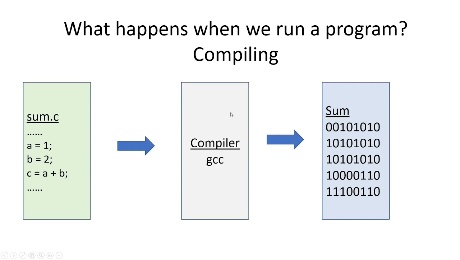 What happens when we run a program?
Compiling
sum.c
......
a = 1;
b = 2;
c = a + b;
......
Compiler
gcc
Sum
00101010
10101010
10101010
10000110
11100110